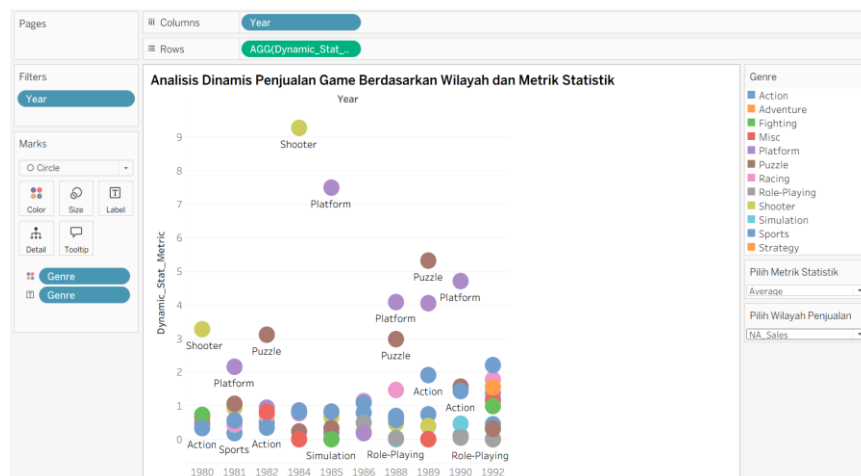 Pages
Columns
Year
Rows
AGG(Dynamic_Stat_..
Filters
Year
Marks
Circle
Color
Size
Label
Detail
Tooltip
Genre
Genre
Analisis Dinamis Penjualan Game Berdasarkan Wilayah dan Metrik Statistik
Year
Dynamic_Stat_Metric
9
8
7
6
5
4
3
2
1
0
Shooter
Platform
Puzzle
Platform
Platform
Shooter
Puzzle
Puzzle
Platform
Action
Action
Action
Sports
Action
Simulation
Role-Playing
Role-Playing
1980 1981 1982 1984 1985 1986 1988 1989 1990 1992
Genre
Action
Adventure
Fighting
Misc
Platform
Puzzle
Racing
Role-Playing
Shooter
Simulation
Sports
Strategy
Pilih Metrik Statistik
Average
Pilih Wilayah Penjualan
NA_Sales